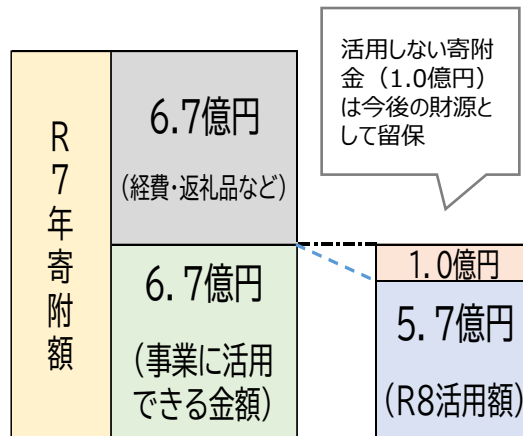 活用しない寄附
金（1.0億円）
は今後の財源と
して留保
R7年寄附額
6.7億円
(経費・返礼品など)
6.7億円
(事業に活用
できる金額)
1.0億円
5.7億円
(R8活用額)